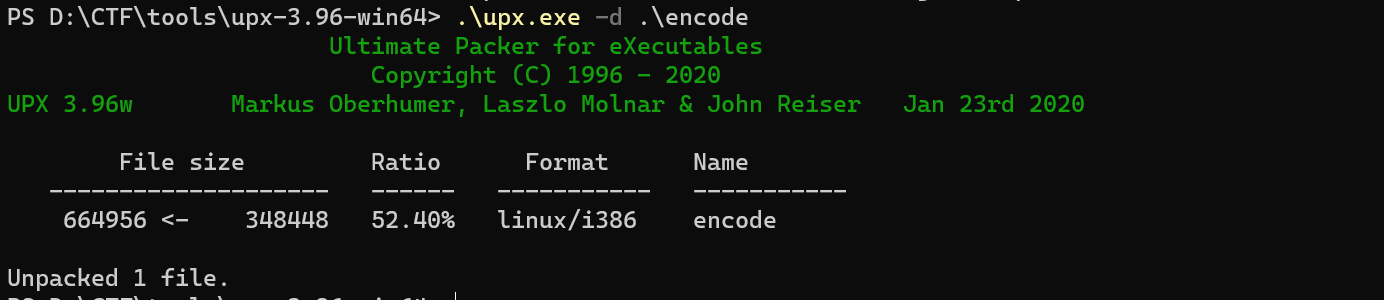 PS D:\CTF\tools\upx-3.96-win64> .\upx.exe -d .\encode
Ultimate Packer for eXecutables
Copyright (C) 1996 - 2020
UPX 3.96w Markus Oberhumer, Laszlo Molnar & John Reiser Jan 23rd 2020
File size Ratio Format Name
-------------------- ------ ----------- -----------
664956 <- 348448 52.40% linux/i386 encode
Unpacked 1 file.